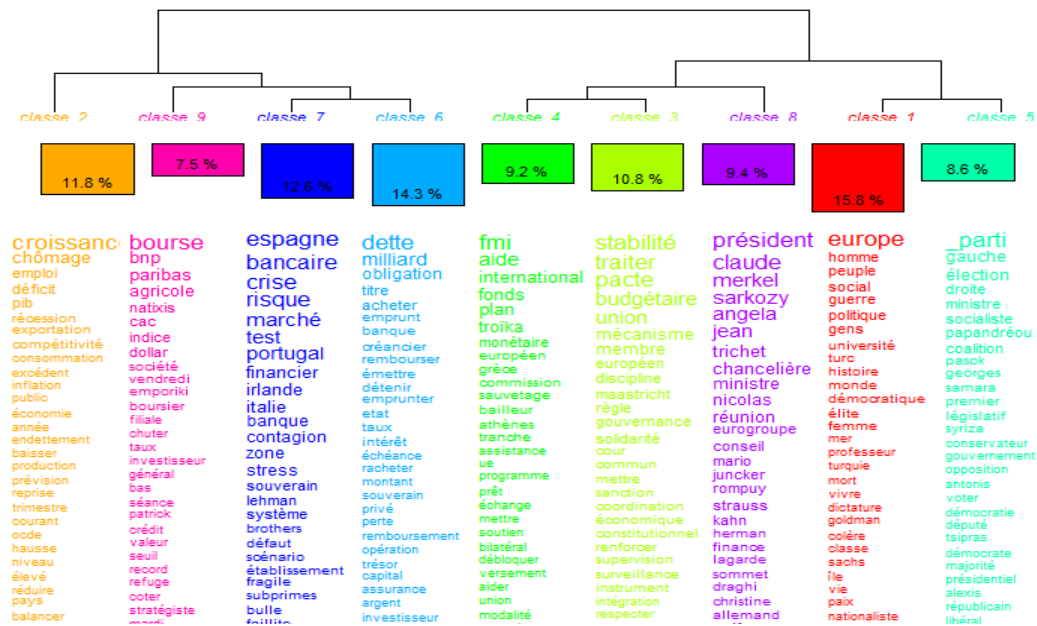 classe 2 classe 9 classe 7 classe 6 classe 4 classe 3 classe 8 classe 1 classe 5
11.8 % 7.5 % 12.6 % 14.3 % 9.2 % 10.8 % 9.4 % 15.8 % 8.6 %
croissanc
chômage
emploi
déficit
pib
récession
exportation
compétitivité
consommation
excédent
inflation
public
économie
année
endettement
baisser
production
prévision
reprise
trimestre
courant
ocde
hausse
niveau
élevé
réduire
pays
balancer
bourse
bnp
paribas
agricole
natixis
cac
indice
dollar
société
vendredi
emporiki
boursier
filiale
chuter
taux
investisseur
général
bas
séance
patrick
crédit
valeur
seuil
record
refuge
coter
stratégiste
mardi
espagne
bancaire
crise
risque
marché
test
portugal
financier
irlande
italie
banque
contagion
zone
stress
souverain
lehman
système
brothers
défaut
scénario
établissement
fragile
subprimes
bulle
faillite
dette
milliard
obligation
titre
acheter
emprunt
banque
créancier
rembourser
émettre
détenir
emprunter
etat
taux
intérêt
échéance
racheter
montant
souverain
privé
perte
remboursement
opération
trésor
capital
assurance
argent
investisseur
fmi
aide
international
fonds
plan
troïka
monétaire
européen
grèce
commission
sauvetage
bailleur
athènes
tranche
assistance
ue
programme
prêt
échange
mettre
soutien
bilatéral
débloquer
versement
aider
union
modalité
stabilité
traiter
pacte
budgétaire
union
mécanisme
membre
européen
discipline
maastricht
règle
gouvernance
solidarité
cour
commun
mettre
sanction
coordination
économique
constitutionnel
renforcer
supervision
surveillance
instrument
intégration
respecter
président
claude
merkel
sarkozy
angela
jean
trichet
chancelière
ministre
nicolas
réunion
eurogroupe
conseil
mario
juncker
rompuy
strauss
kahn
herman
finance
lagarde
sommet
draghi
christine
allemand
europe
homme
peuple
social
guerre
politique
gens
université
turc
histoire
monde
démocratique
élite
femme
mer
professeur
turquie
mort
vivre
dictature
goldman
colère
classe
sachs
île
vie
paix
nationaliste
_parti
gauche
élection
droite
ministre
socialiste
papandréou
coalition
pasok
georges
samara
premier
législatif
syriza
conservateur
gouvernement
opposition
antonis
voter
démocratie
député
tsipras
démocrate
majorité
présidentiel
alexis
républicain
libéral